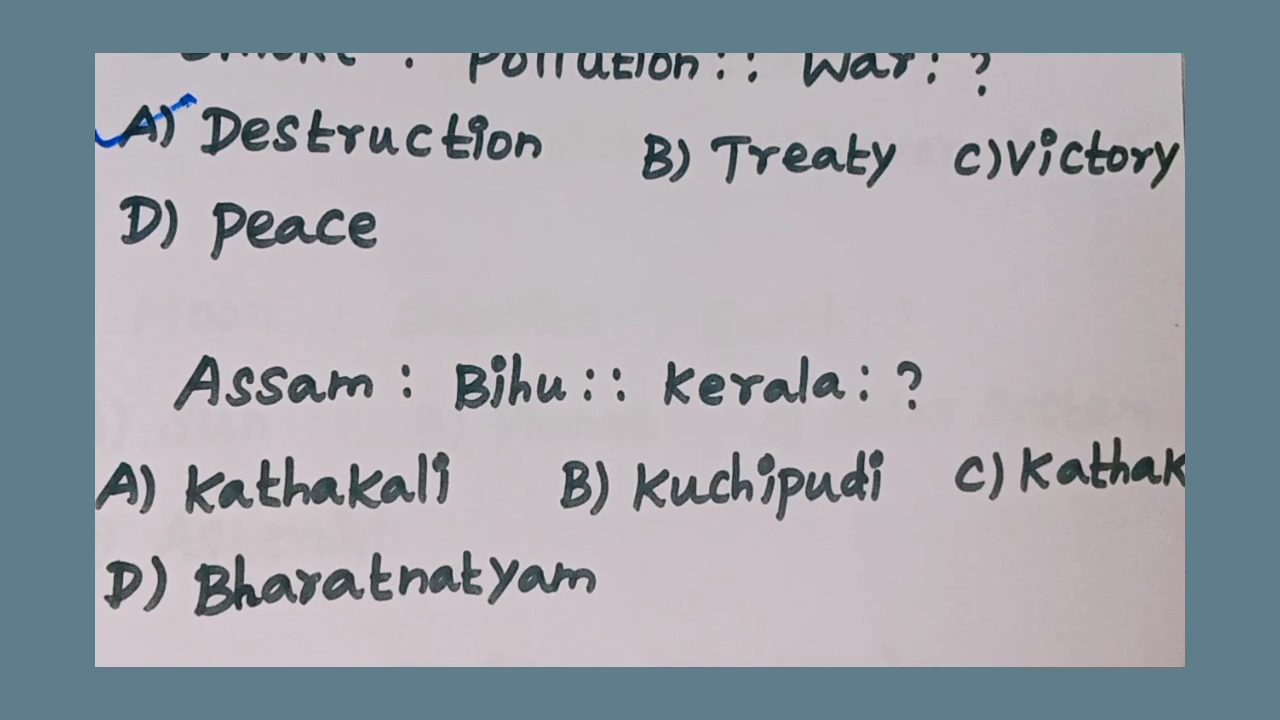 : Pollution :: War : ?
A) Destruction B) Treaty C) Victory
D) Peace
Assam : Bihu :: Kerala : ?
A) Kathakali B) Kuchipudi C) Kathak
D) Bharatnatyam